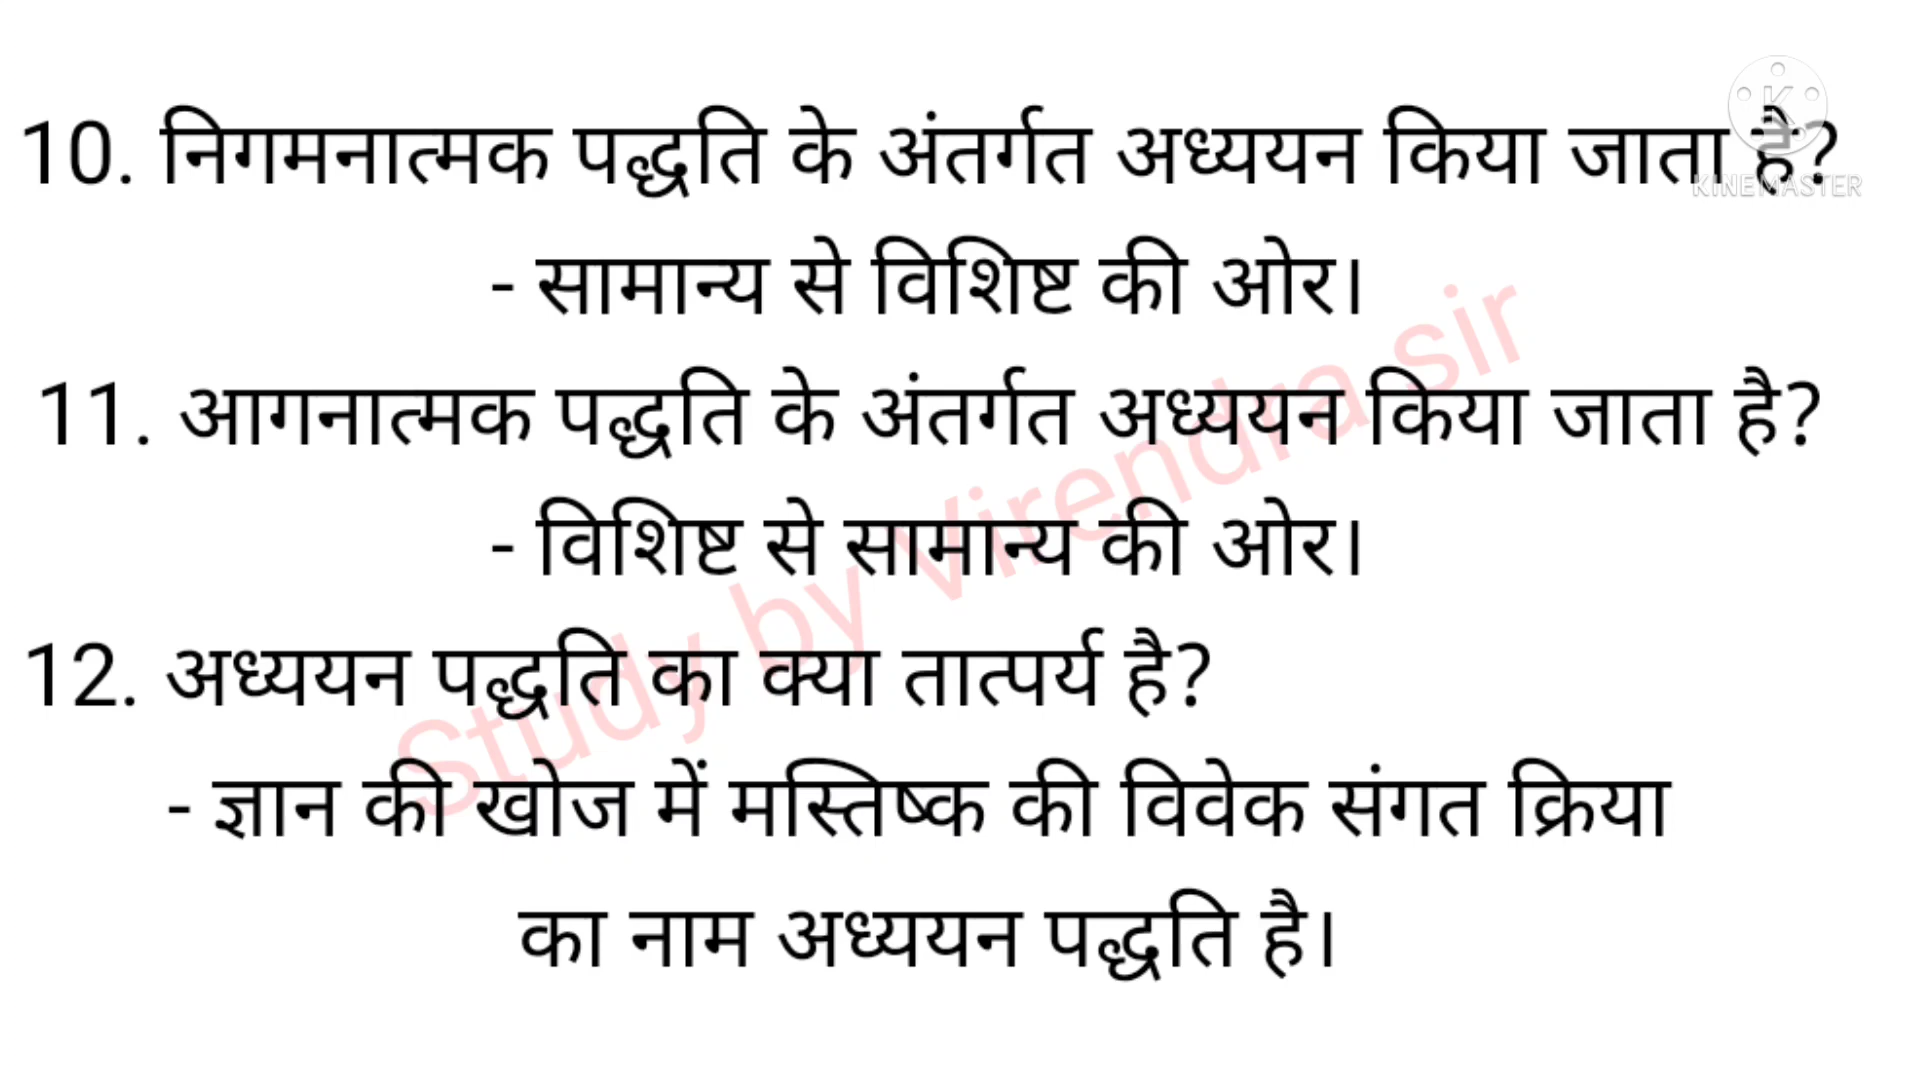 10. निगमनात्मक पद्धति के अंतर्गत अध्ययन किया जाता है?
KINEMASTER
- सामान्य से विशिष्ट की ओर।
11. आगनात्मक पद्धति के अंतर्गत अध्ययन किया जाता है?
- विशिष्ट से सामान्य की ओर।
12. अध्ययन पद्धति का क्या तात्पर्य है?
- ज्ञान की खोज में मस्तिष्क की विवेक संगत क्रिया
का नाम अध्ययन पद्धति है।
Study by Virendra sir